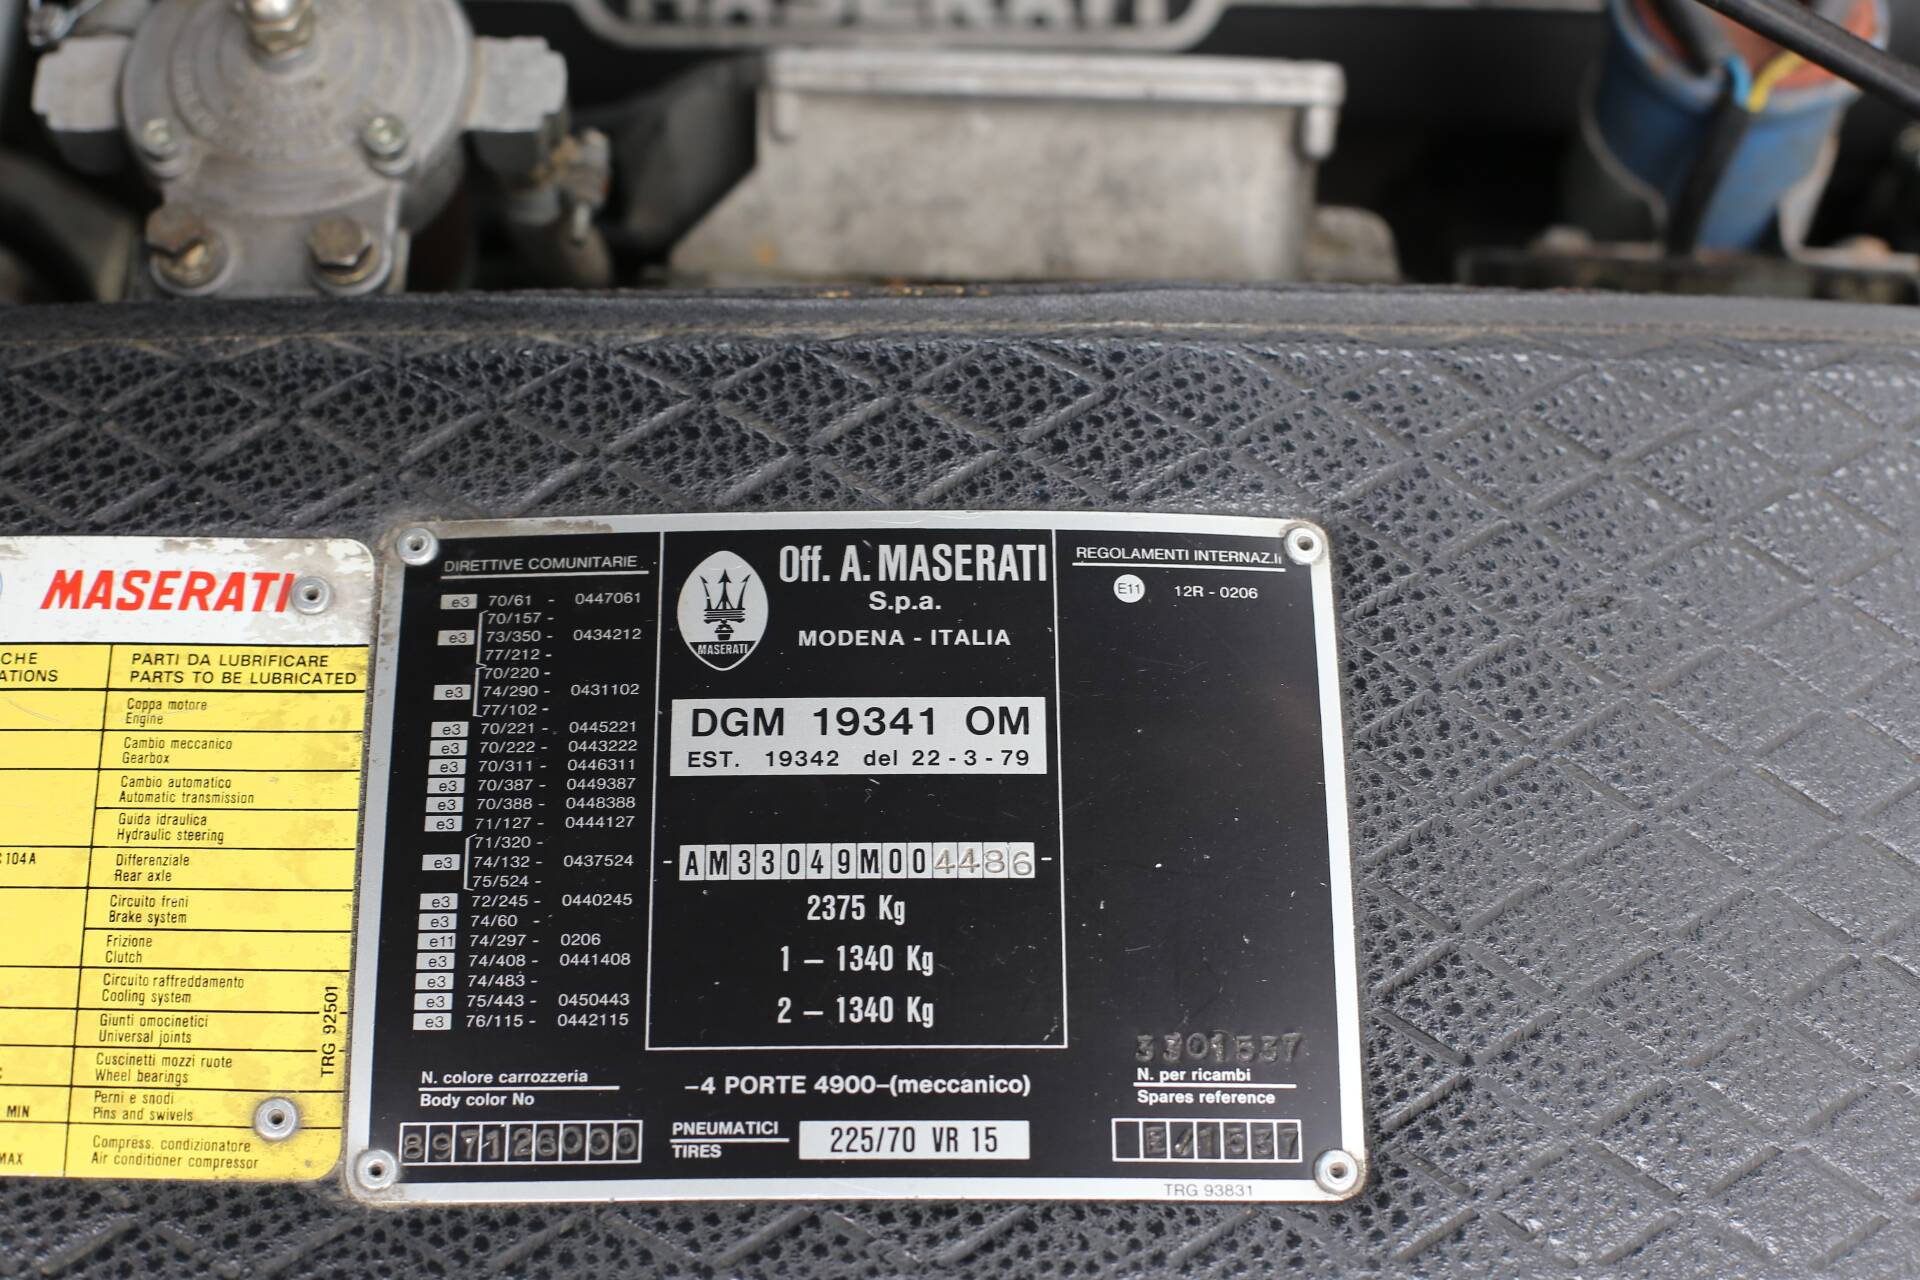 MASERATI
MASERATI
CHE
ATIONS
PARTI DA LUBRIFICARE
PARTS TO BE LUBRICATED
Coppa motore
Engine
Cambio meccanico
Gearbox
Cambio automatico
Automatic transmission
Guida idraulica
Hydraulic steering
C104A
Differenziale
Rear axle
Circuito freni
Brake system
Frizione
Clutch
Circuito raffreddamento
Cooling system
Giunti omocinetici
Universal joints
Cuscinetti mozzi ruote
Wheel bearings
MIN
Perni e snodi
Pins and swivels
MAX
Compress. condizionatore
Air conditioner compressor
TRG 92501
DIRETTIVE COMUNITARIE
e3 70/61 - 0447061
70/157 -
e3 73/350 - 0434212
77/212 -
70/220 -
e3 74/290 - 0431102
77/102 -
e3 70/221 - 0445221
e3 70/222 - 0443222
e3 70/311 - 0446311
e3 70/387 - 0449387
e3 70/388 - 0448388
e3 71/127 - 0444127
71/320 -
e3 74/132 - 0437524
75/524 -
e3 72/245 - 0440245
e3 74/60 -
e11 74/297 - 0206
e3 74/408 - 0441408
e3 74/483 -
e3 75/443 - 0450443
e3 76/115 - 0442115
N. colore carrozzeria
Body color No
897126000
MASERATI
Off. A. MASERATI
S.p.a.
MODENA - ITALIA
DGM 19341 OM
EST. 19342 del 22-3-79
-AM33049M004486-
2375 Kg
1 – 1340 Kg
2 – 1340 Kg
–4 PORTE 4900–(meccanico)
PNEUMATICI
TIRES
225/70 VR 15
REGOLAMENTI INTERNAZ.li
E11 12R - 0206
3301537
N. per ricambi
Spares reference
E/1537
TRG 93831